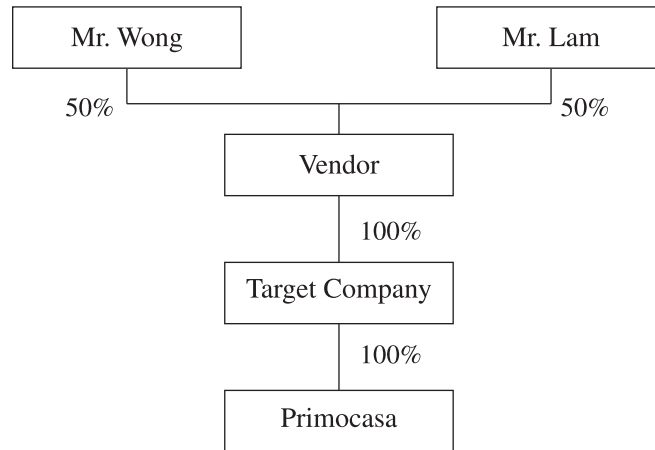 Mr. Wong
Mr. Lam
50%
50%
Vendor
100%
Target Company
100%
Primocasa